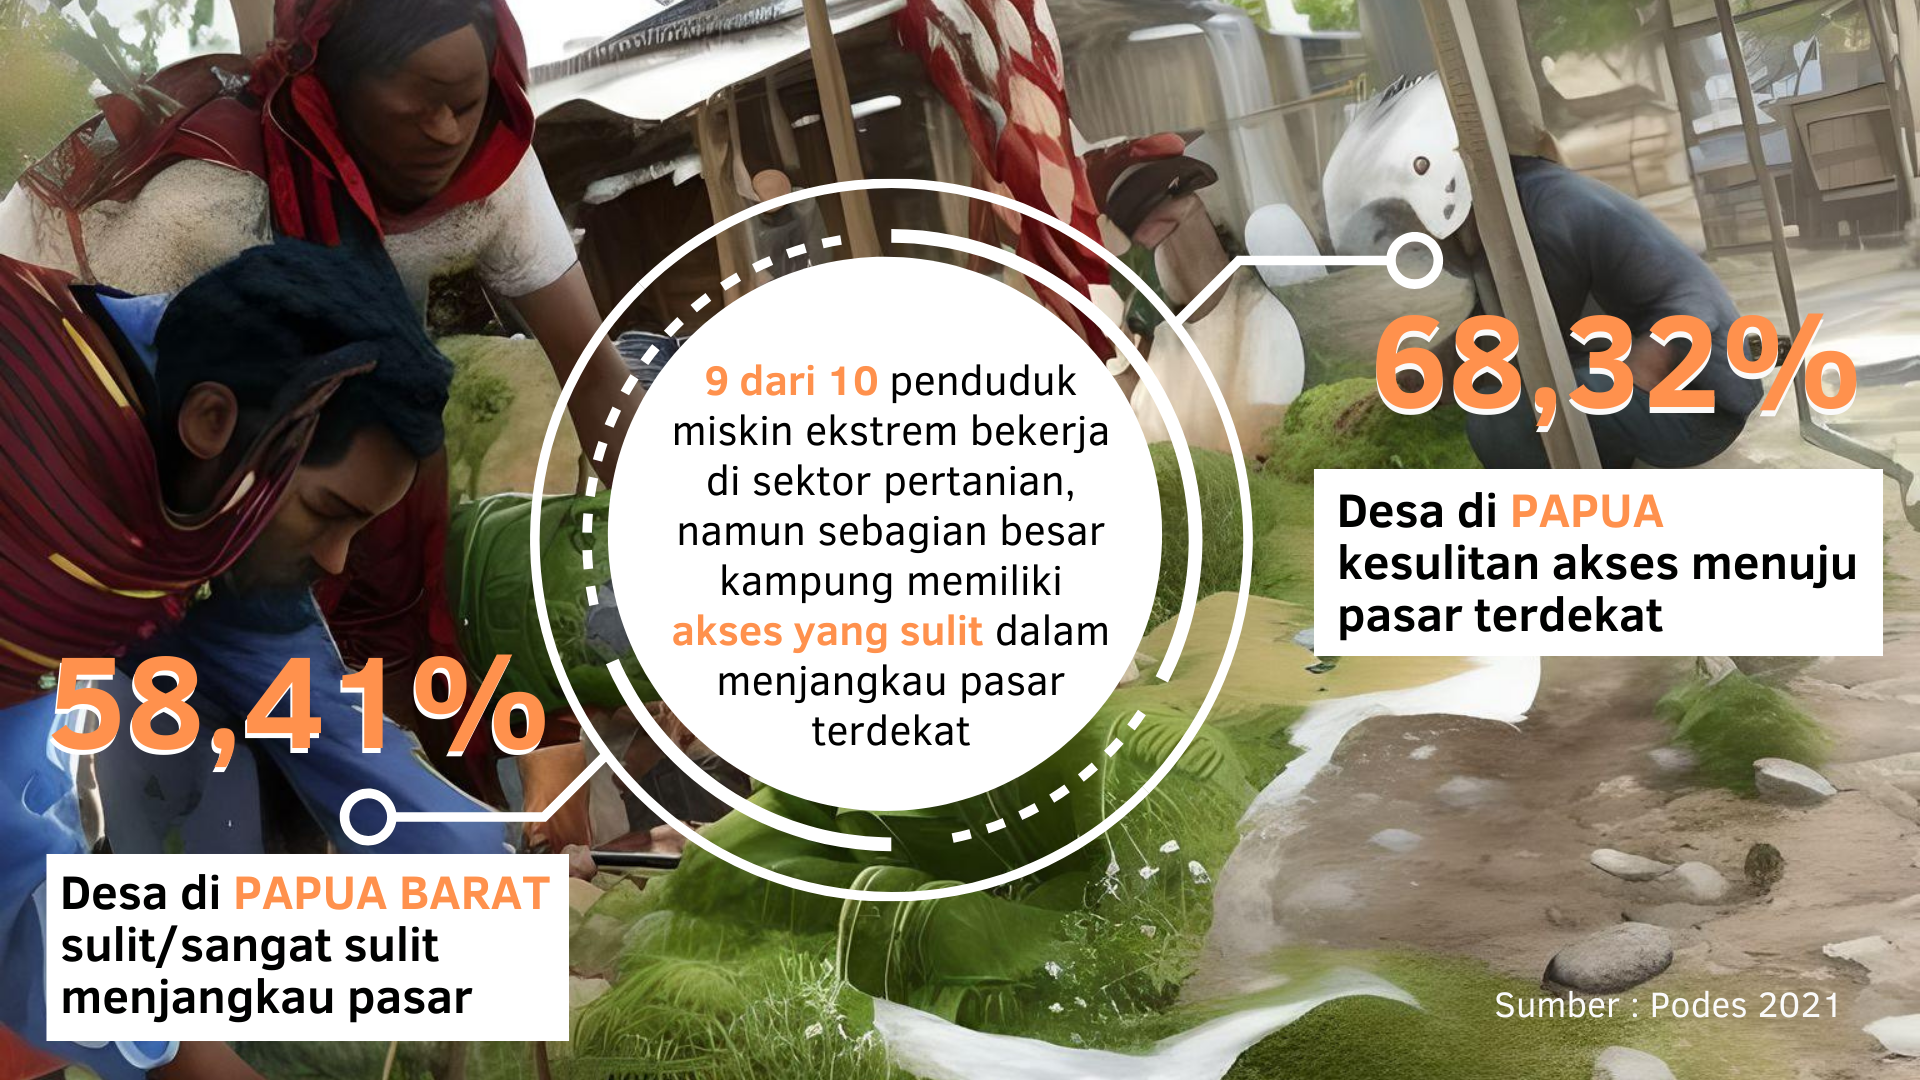 9 dari 10 penduduk
miskin ekstrem bekerja
di sektor pertanian,
namun sebagian besar
kampung memiliki
akses yang sulit dalam
menjangkau pasar
terdekat
68,32%
Desa di PAPUA
kesulitan akses menuju
pasar terdekat
58,41%
Desa di PAPUA BARAT
sulit/sangat sulit
menjangkau pasar
Sumber : Podes 2021